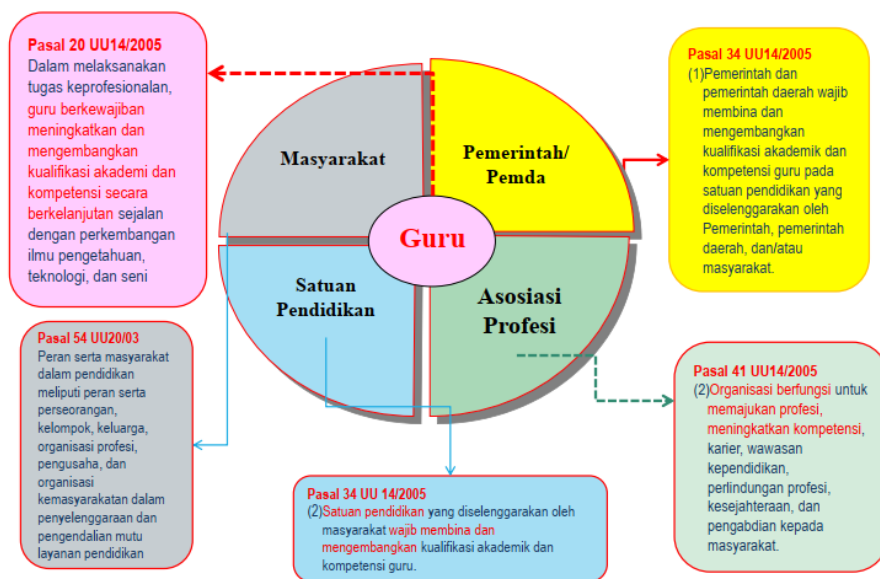 Pasal 20 UU14/2005
Dalam melaksanakan
tugas keprofesionalan,
guru berkewajiban
meningkatkan dan
mengembangkan
kualifikasi akademi dan
kompetensi secara
berkelanjutan sejalan
dengan perkembangan
ilmu pengetahuan,
teknologi, dan seni
Masyarakat
Pemerintah/
Pemda
Guru
Satuan
Pendidikan
Asosiasi
Profesi
Pasal 34 UU14/2005
(1)Pemerintah dan
pemerintah daerah wajib
membina dan
mengembangkan
kualifikasi akademik dan
kompetensi guru pada
satuan pendidikan yang
diselenggarakan oleh
Pemerintah, pemerintah
daerah, dan/atau
masyarakat.
Pasal 54 UU20/03
Peran serta masyarakat
dalam pendidikan
meliputi peran serta
perseorangan,
kelompok, keluarga,
organisasi profesi,
pengusaha, dan
organisasi
kemasyarakatan dalam
penyelenggaraan dan
pengendalian mutu
layanan pendidikan
Pasal 34 UU 14/2005
(2)Satuan pendidikan yang diselenggarakan oleh
masyarakat wajib membina dan
mengembangkan kualifikasi akademik dan
kompetensi guru.
Pasal 41 UU14/2005
(2)Organisasi berfungsi untuk
memajukan profesi,
meningkatkan kompetensi,
karier, wawasan
kependidikan,
perlindungan profesi,
kesejahteraan, dan
pengabdian kepada
masyarakat.